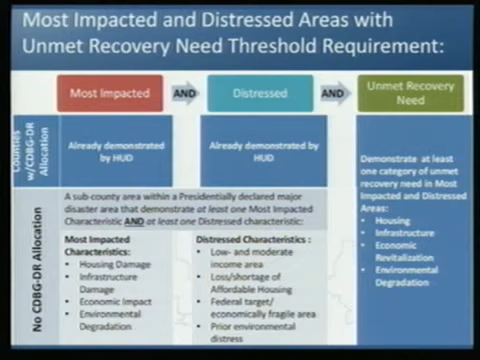 Most Impacted and Distressed Areas with
Unmet Recovery Need Threshold Requirement:
Most Impacted
AND
Distressed
AND
Unmet Recovery
Need
Counties
w/CDBG-DR
Allocation
Already demonstrated
by HUD
Already demonstrated
by HUD
Demonstrate at least
one category of unmet
recovery need in Most
Impacted and Distressed
Areas:
• Housing
• Infrastructure
• Economic
Revitalization
• Environmental
Degradation
No CDBG-DR Allocation
A sub-county area within a Presidentially declared major
disaster area that demonstrate at least one Most Impacted
Characteristic AND at least one Distressed characteristic:
Most Impacted
Characteristics:
• Housing Damage
• Infrastructure
Damage
• Economic Impact
• Environmental
Degradation
Distressed Characteristics :
• Low- and moderate
income area
• Loss/shortage of
Affordable Housing
• Federal target/
economically fragile area
• Prior environmental
distress